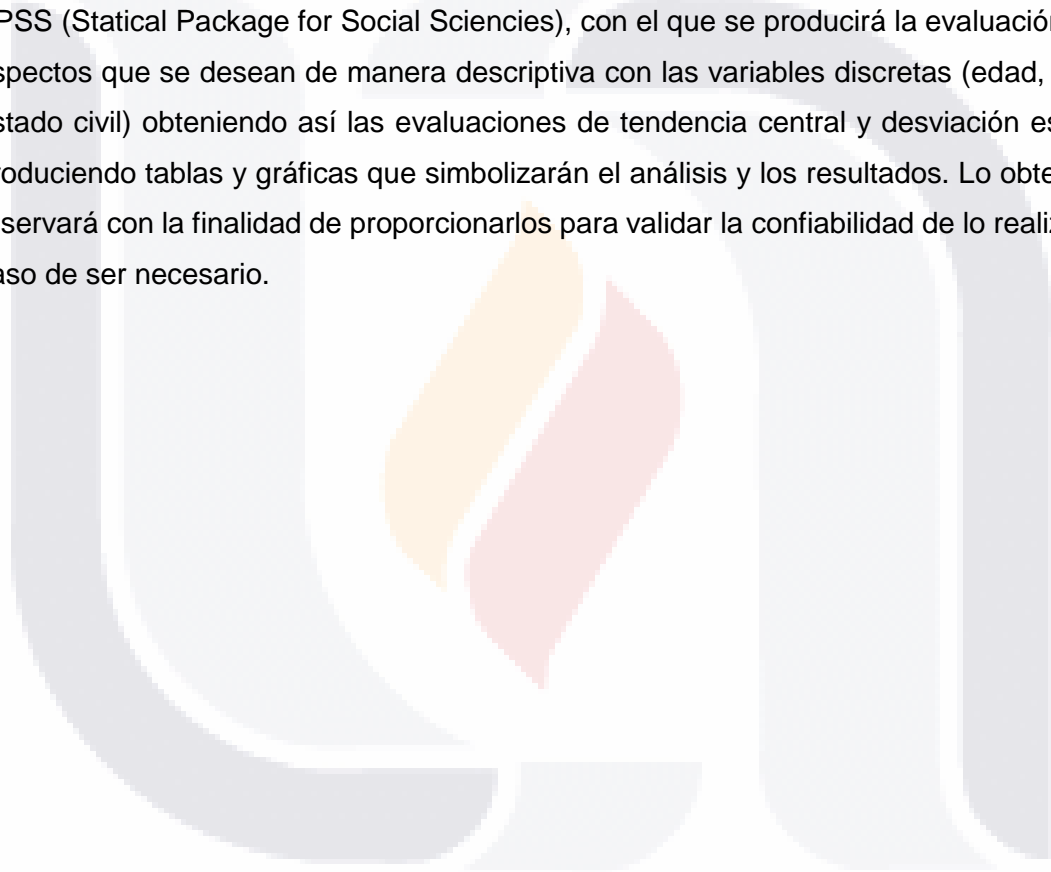 PSS (Statical Package for Social Sciencies), con el que se producirá la evaluación
spectos que se desean de manera descriptiva con las variables discretas (edad,
stado civil) obteniendo así las evaluaciones de tendencia central y desviación es
roduciendo tablas y gráficas que simbolizarán el análisis y los resultados. Lo obte
servará con la finalidad de proporcionarlos para validar la confiabilidad de lo realiz
aso de ser necesario.